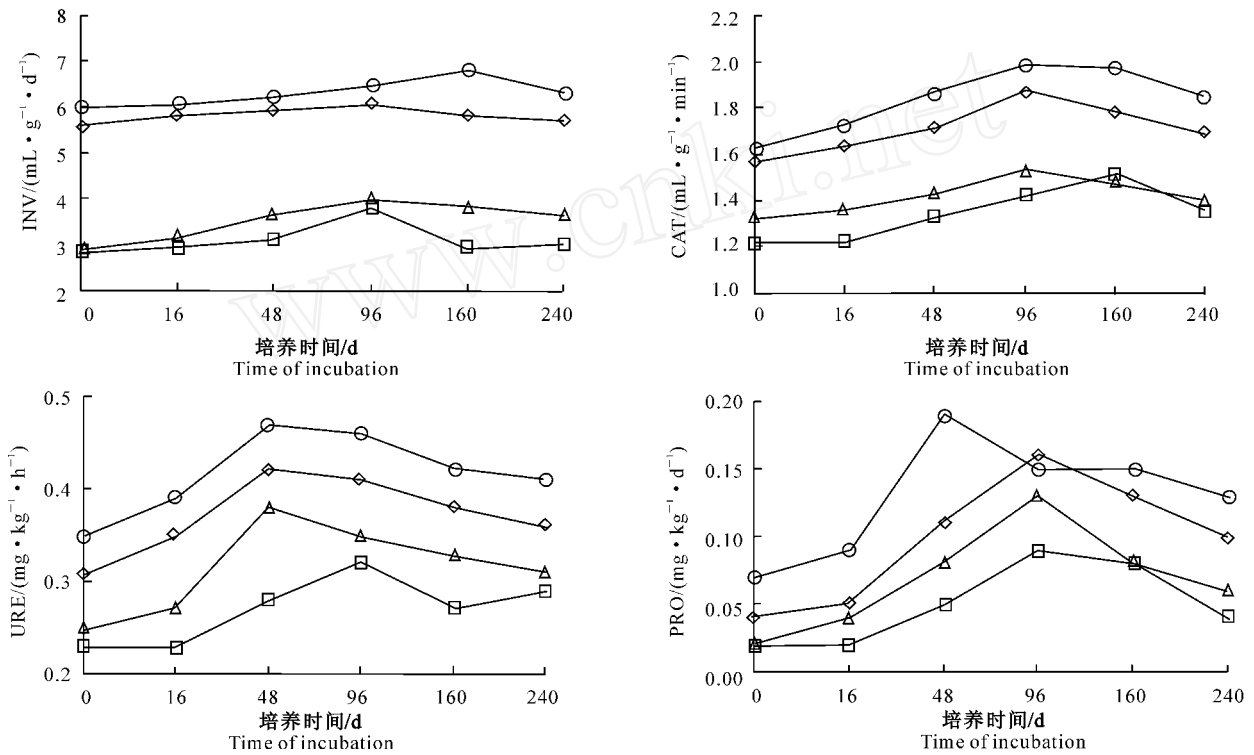 8
7
6
5
4
3
2
INV/(mL·g⁻¹·d⁻¹)
0 16 48 96 160 240
培养时间/d
Time of incubation
2.2
2.0
1.8
1.6
1.4
1.2
1.0
CAT/(mL·g⁻¹·min⁻¹)
0 16 48 96 160 240
培养时间/d
Time of incubation
0.5
0.4
0.3
0.2
URE/(mg·kg⁻¹·h⁻¹)
0 16 48 96 160 240
培养时间/d
Time of incubation
0.20
0.15
0.10
0.05
0.00
PRO/(mg·kg⁻¹·d⁻¹)
0 16 48 96 160 240
培养时间/d
Time of incubation
www.cnki.net